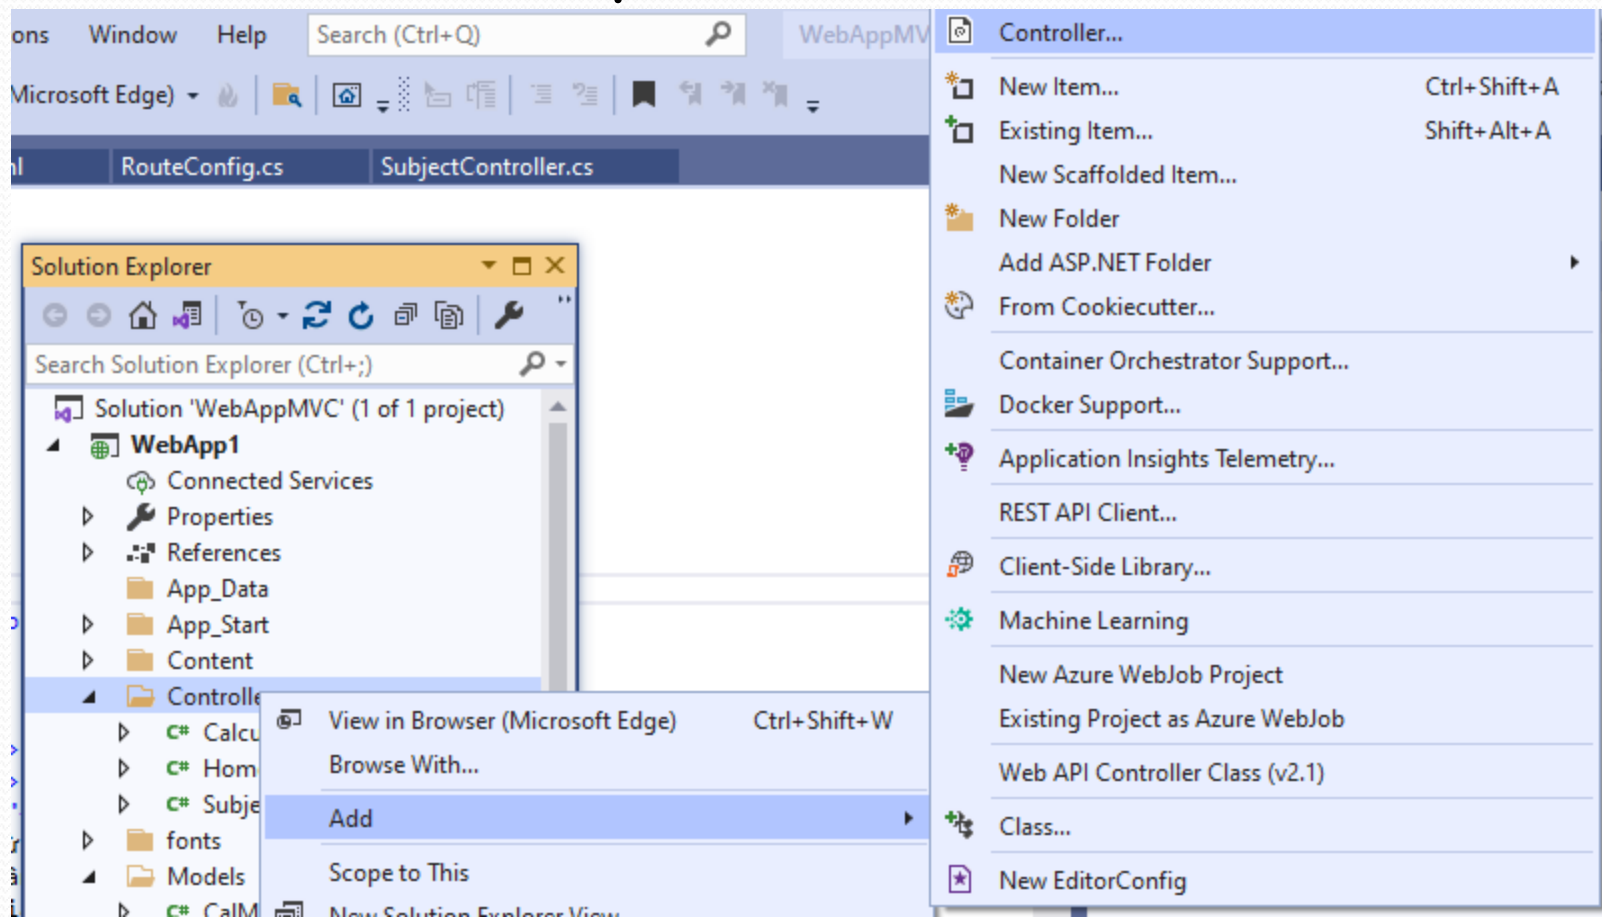 ons Window Help Search (Ctrl+Q) WebAppMV
Microsoft Edge)
RouteConfig.cs SubjectController.cs
Solution Explorer
Search Solution Explorer (Ctrl+;)
Solution 'WebAppMVC' (1 of 1 project)
WebApp1
Connected Services
Properties
References
App_Data
App_Start
Content
Controlle
C# Calcu
C# Hom
C# Subje
fonts
Models
C# CalM
View in Browser (Microsoft Edge) Ctrl+Shift+W
Browse With...
Add
Scope to This
New Solution Explorer View
Controller...
New Item... Ctrl+Shift+A
Existing Item... Shift+Alt+A
New Scaffolded Item...
New Folder
Add ASP.NET Folder
From Cookiecutter...
Container Orchestrator Support...
Docker Support...
Application Insights Telemetry...
REST API Client...
Client-Side Library...
Machine Learning
New Azure WebJob Project
Existing Project as Azure WebJob
Web API Controller Class (v2.1)
Class...
New EditorConfig